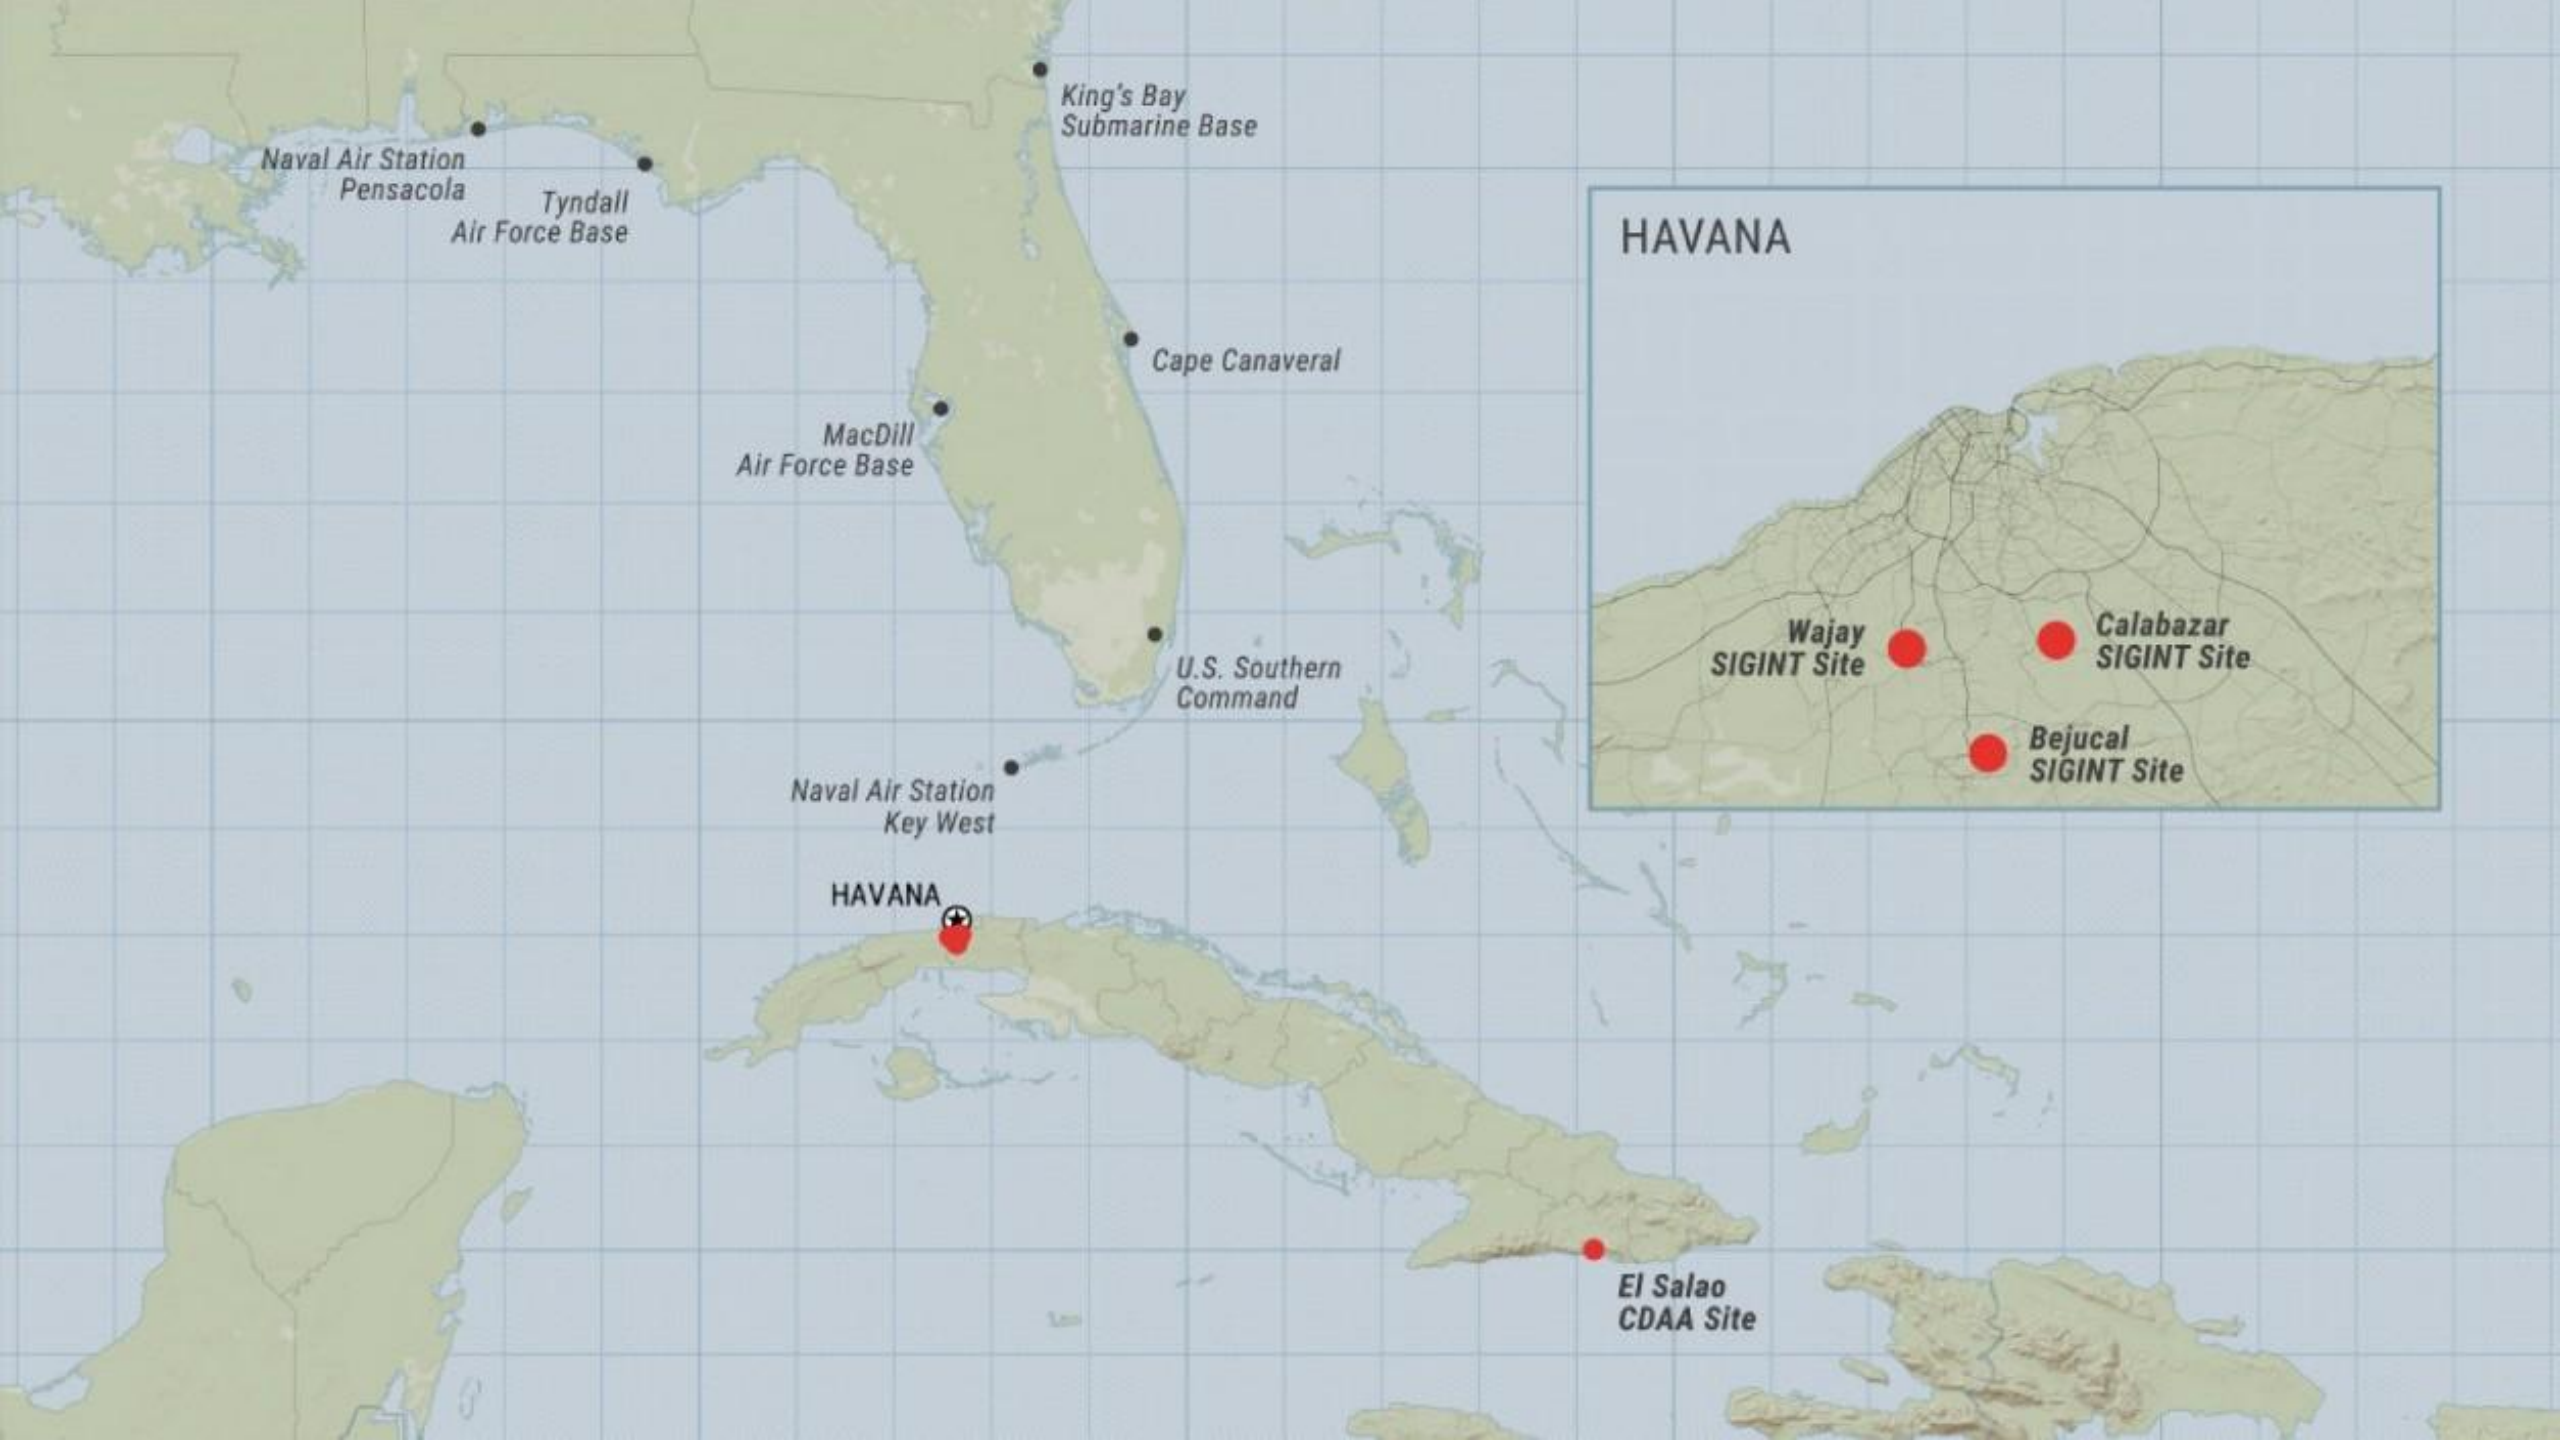 King's Bay
Submarine Base
Naval Air Station
Pensacola
Tyndall
Air Force Base
HAVANA
Cape Canaveral
MacDill
Air Force Base
Wajay
SIGINT Site
Calabazar
SIGINT Site
U.S. Southern
Command
Bejucal
SIGINT Site
Naval Air Station
Key West
HAVANA
El Salao
CDAA Site